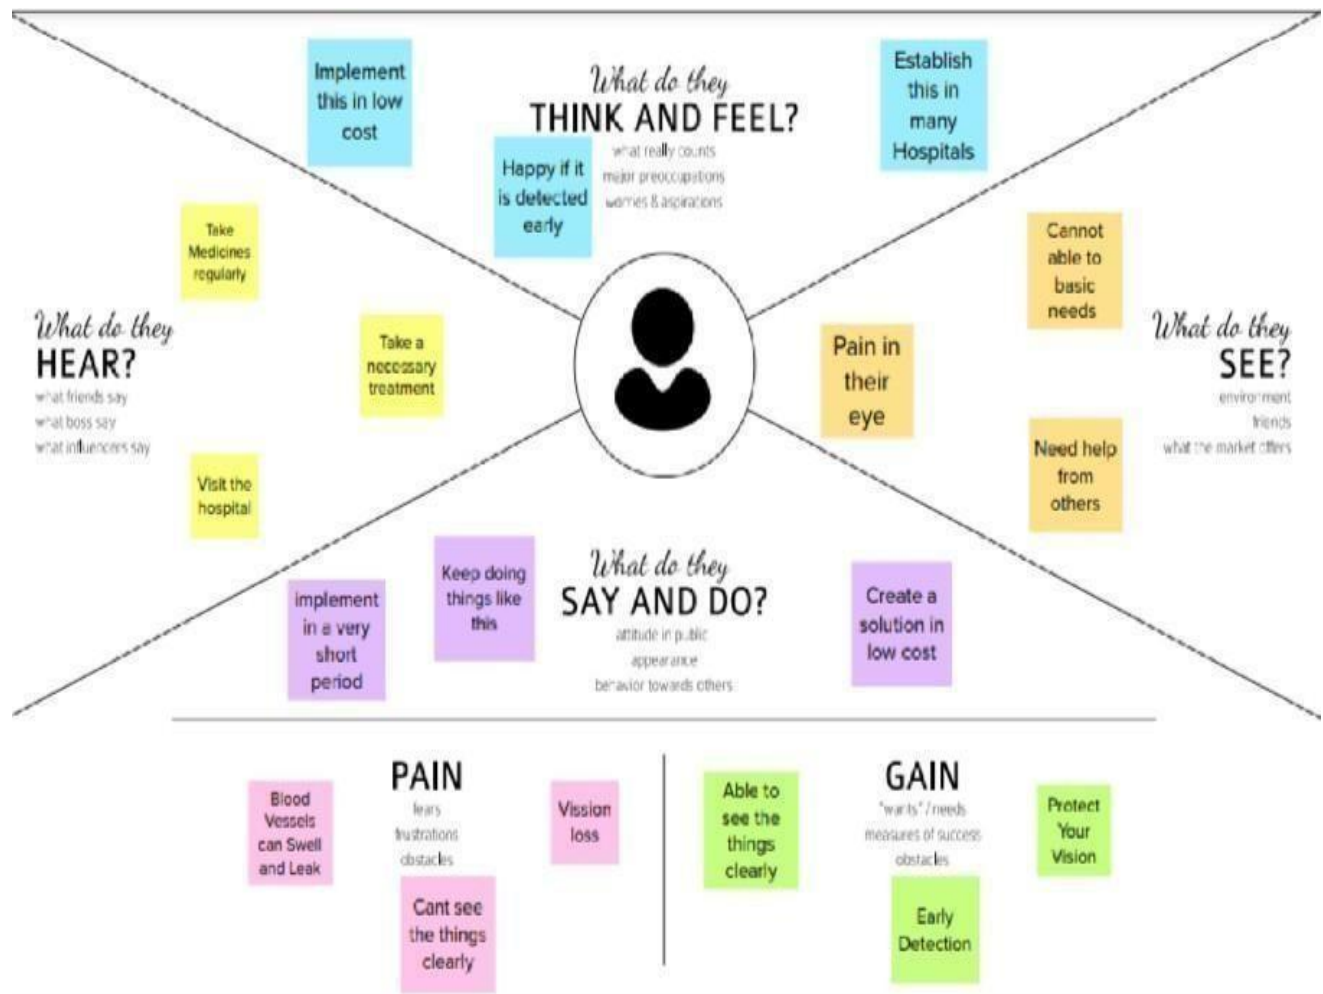 Implement
this in low
cost
What do they
THINK AND FEEL?
what really counts
major preoccupations
worries & aspirations
Happy if it
is detected
early
Establish
this in
many
Hospitals
Take
Medicines
regularly
What do they
HEAR?
what friends say
what boss say
what influencers say
Take a
necessary
treatment
Visit the
hospital
Pain in
their
eye
Cannot
able to
basic
needs
What do they
SEE?
environment
friends
what the market offers
Need help
from
others
implement
in a very
short
period
Keep doing
things like
this
What do they
SAY AND DO?
attitude in public
appearance
behavior towards others
Create a
solution in
low cost
PAIN
fears
frustrations
obstacles
Blood
Vessels
can Swell
and Leak
Vission
loss
Cant see
the things
clearly
GAIN
"wants" / needs
measures of success
obstacles
Able to
see the
things
clearly
Protect
Your
Vision
Early
Detection